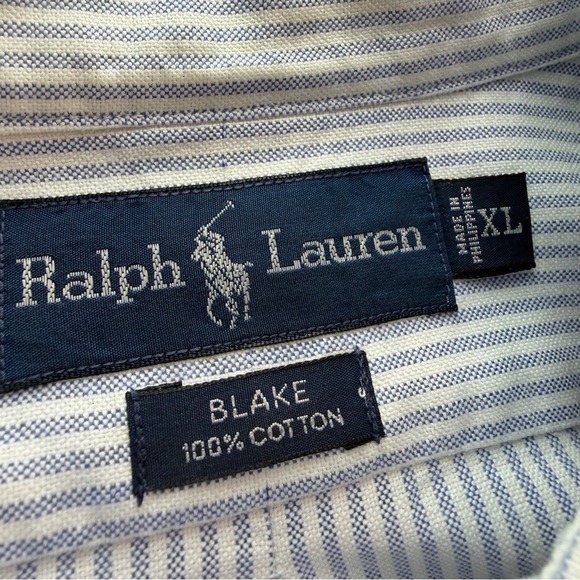 Ralph Lauren
MADE IN
PHILIPPINES
XL
BLAKE
100% COTTON